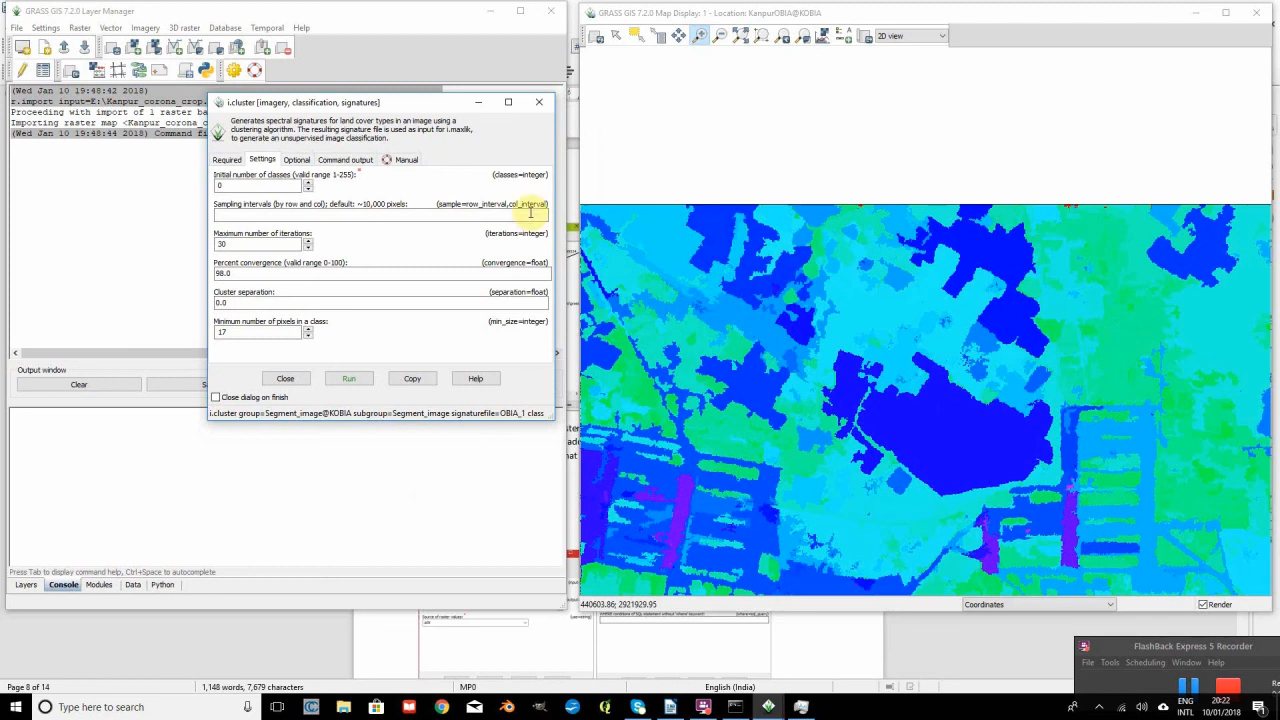 GRASS GIS 7.2.0 Layer Manager
File Settings Raster Vector Imagery 3D raster Database Temporal Help
(Wed Jan 10 19:48:42 2018)
r.import input=E:\Kanpur_corona_crop.
Proceeding with import of 1 raster ba
Importing raster map <Kanpur_corona_c
(Wed Jan 10 19:48:44 2018) Command fi
Output window
Clear
Press Tab to display command help, Ctrl+Space to autocomplete
Layers Console Modules Data Python
i.cluster [imagery, classification, signatures]
Generates spectral signatures for land cover types in an image using a
clustering algorithm. The resulting signature file is used as input for i.maxlik,
to generate an unsupervised image classification.
Required Settings Optional Command output Manual
Initial number of classes (valid range 1-255):* (classes=integer)
0
Sampling intervals (by row and col); default: ~10,000 pixels: (sample=row_interval,col_interval)
Maximum number of iterations: (iterations=integer)
30
Percent convergence (valid range 0-100): (convergence=float)
98.0
Cluster separation: (separation=float)
0.0
Minimum number of pixels in a class: (min_size=integer)
17
Close Run Copy Help
Close dialog on finish
i.cluster group=Segment_image@KOBIA subgroup=Segment_image signaturefile=OBIA_1 class
GRASS GIS 7.2.0 Map Display: 1 - Location: KanpurOBIA@KOBIA
2D view
440603.86; 2921929.95 Coordinates Render
Source of raster values:
FlashBack Express 5 Recorder
File Tools Scheduling Window Help
Page 8 of 14 1,148 words, 7,679 characters MP0 English (India)
Type here to search
ENG
INTL
20:22
10/01/2018